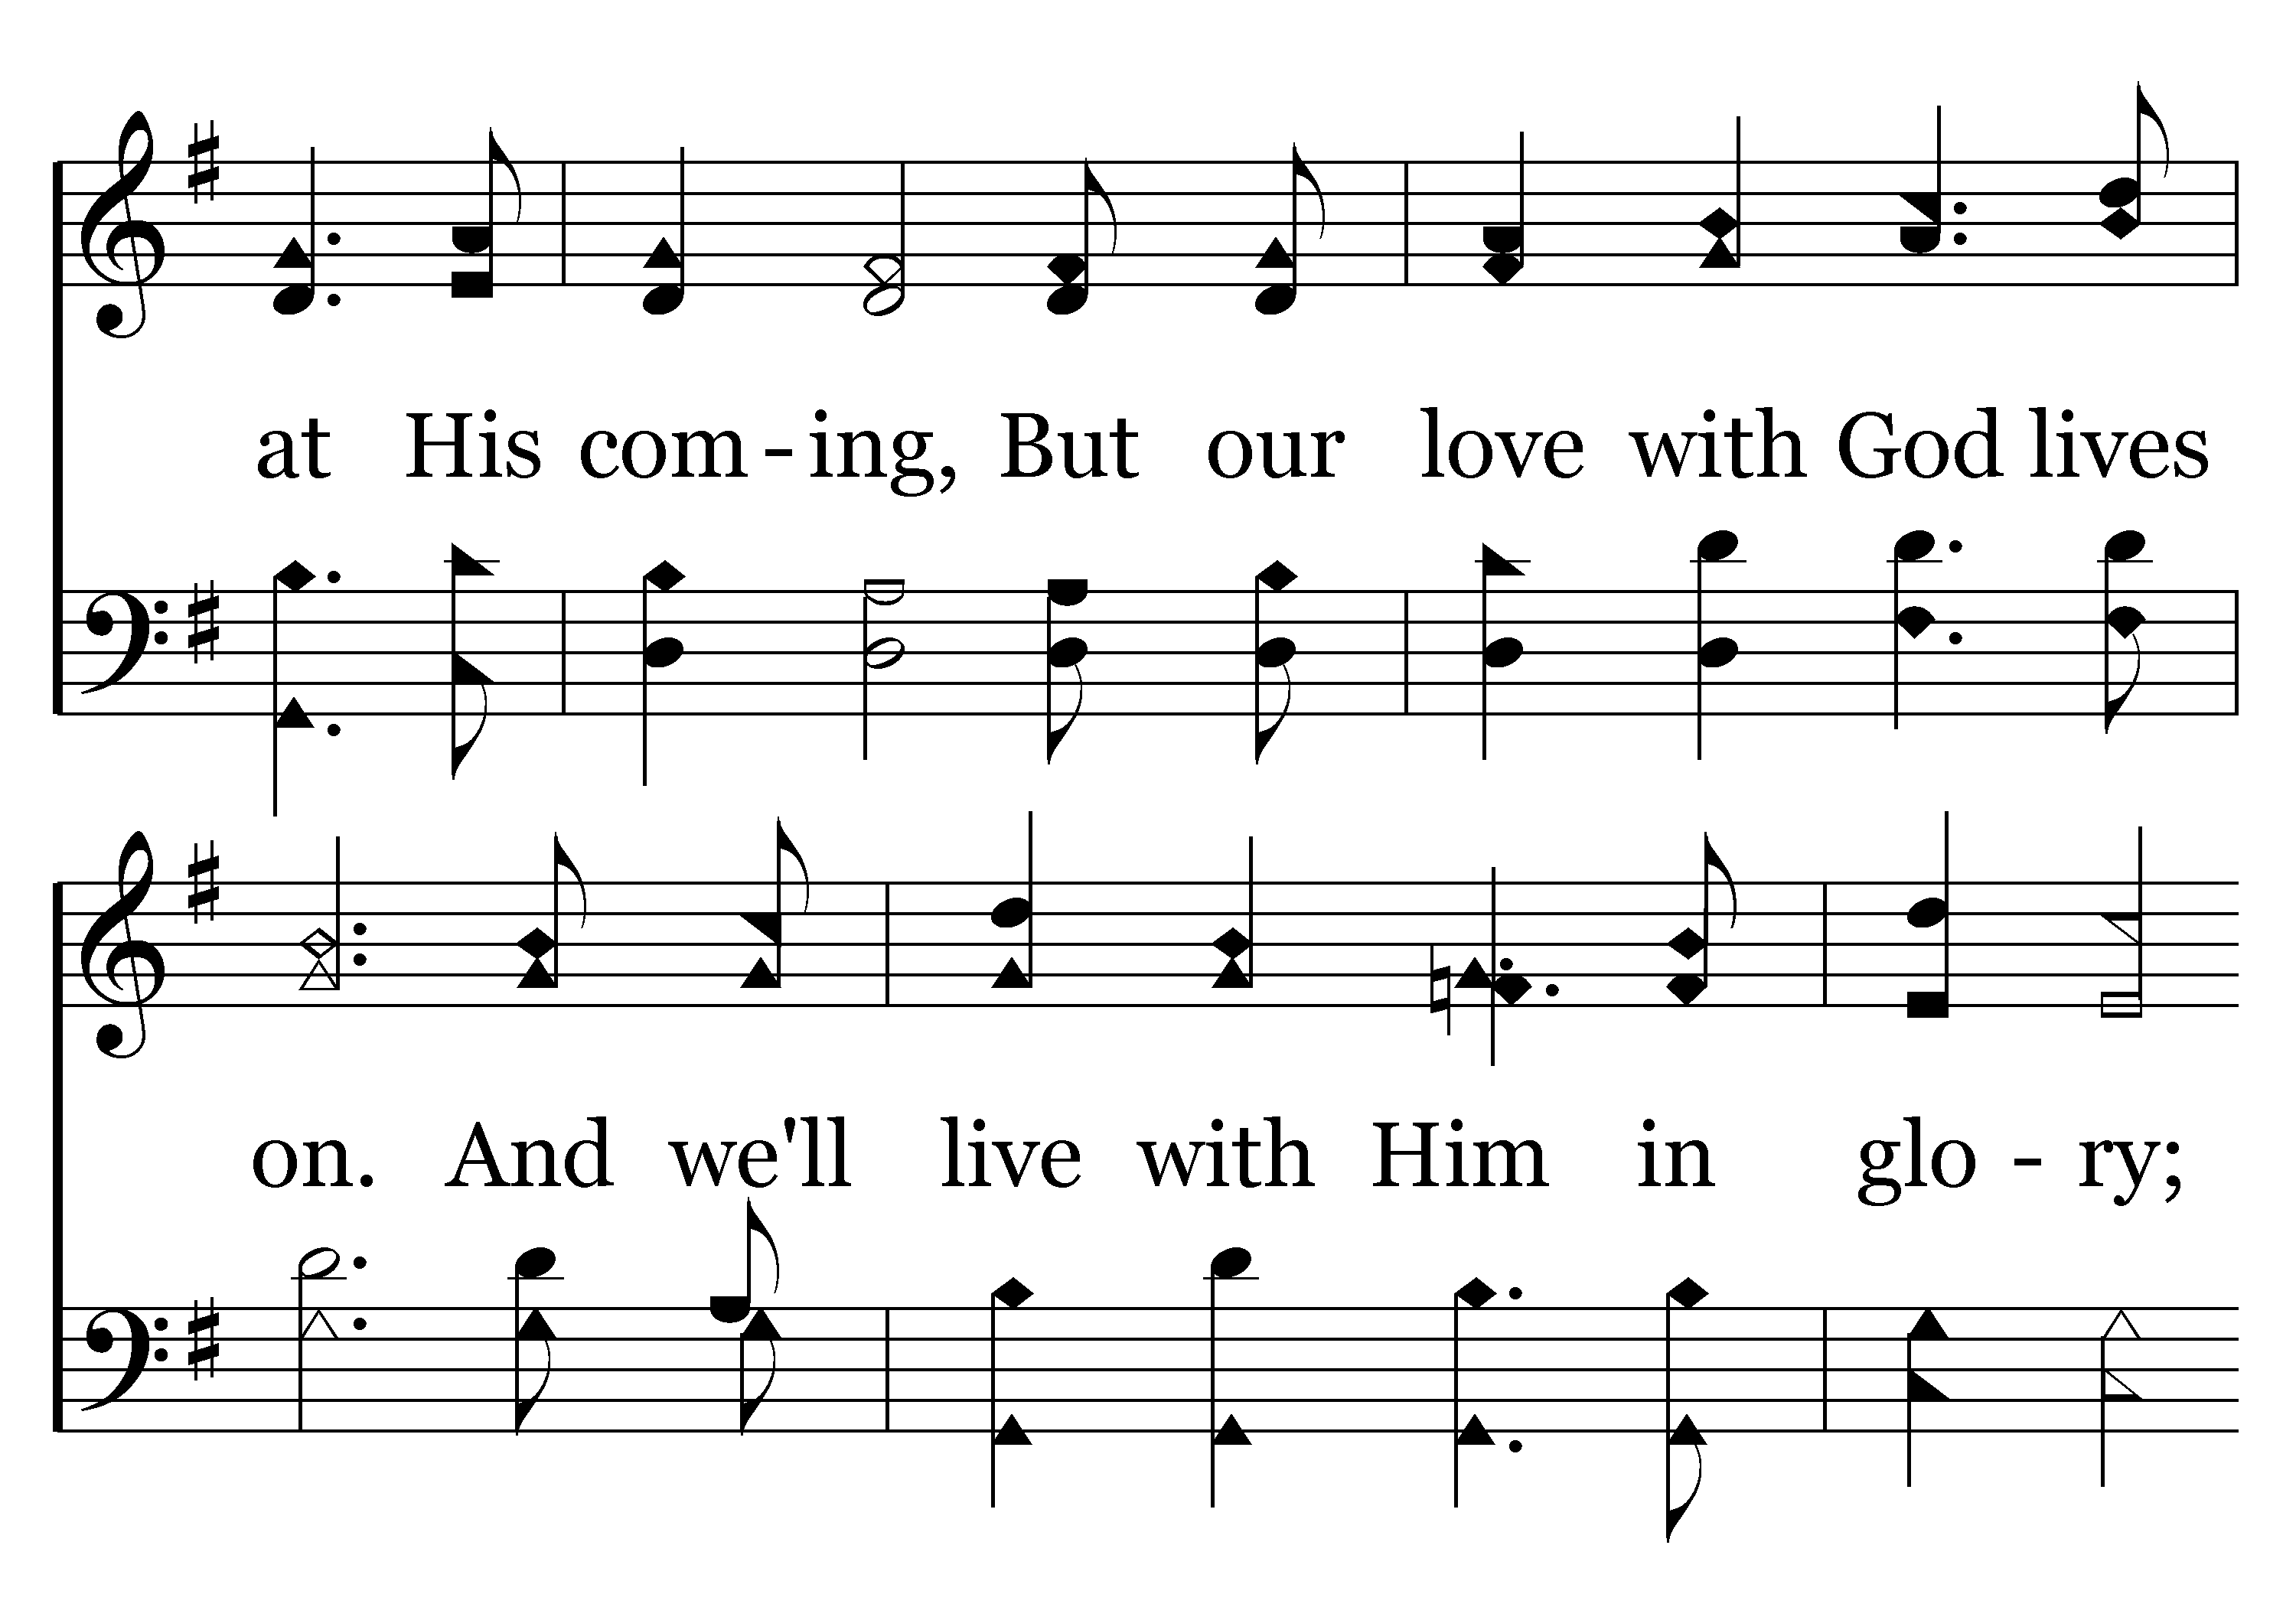 at His com - ing, But our love with God lives
on. And we'll live with Him in glo - ry;